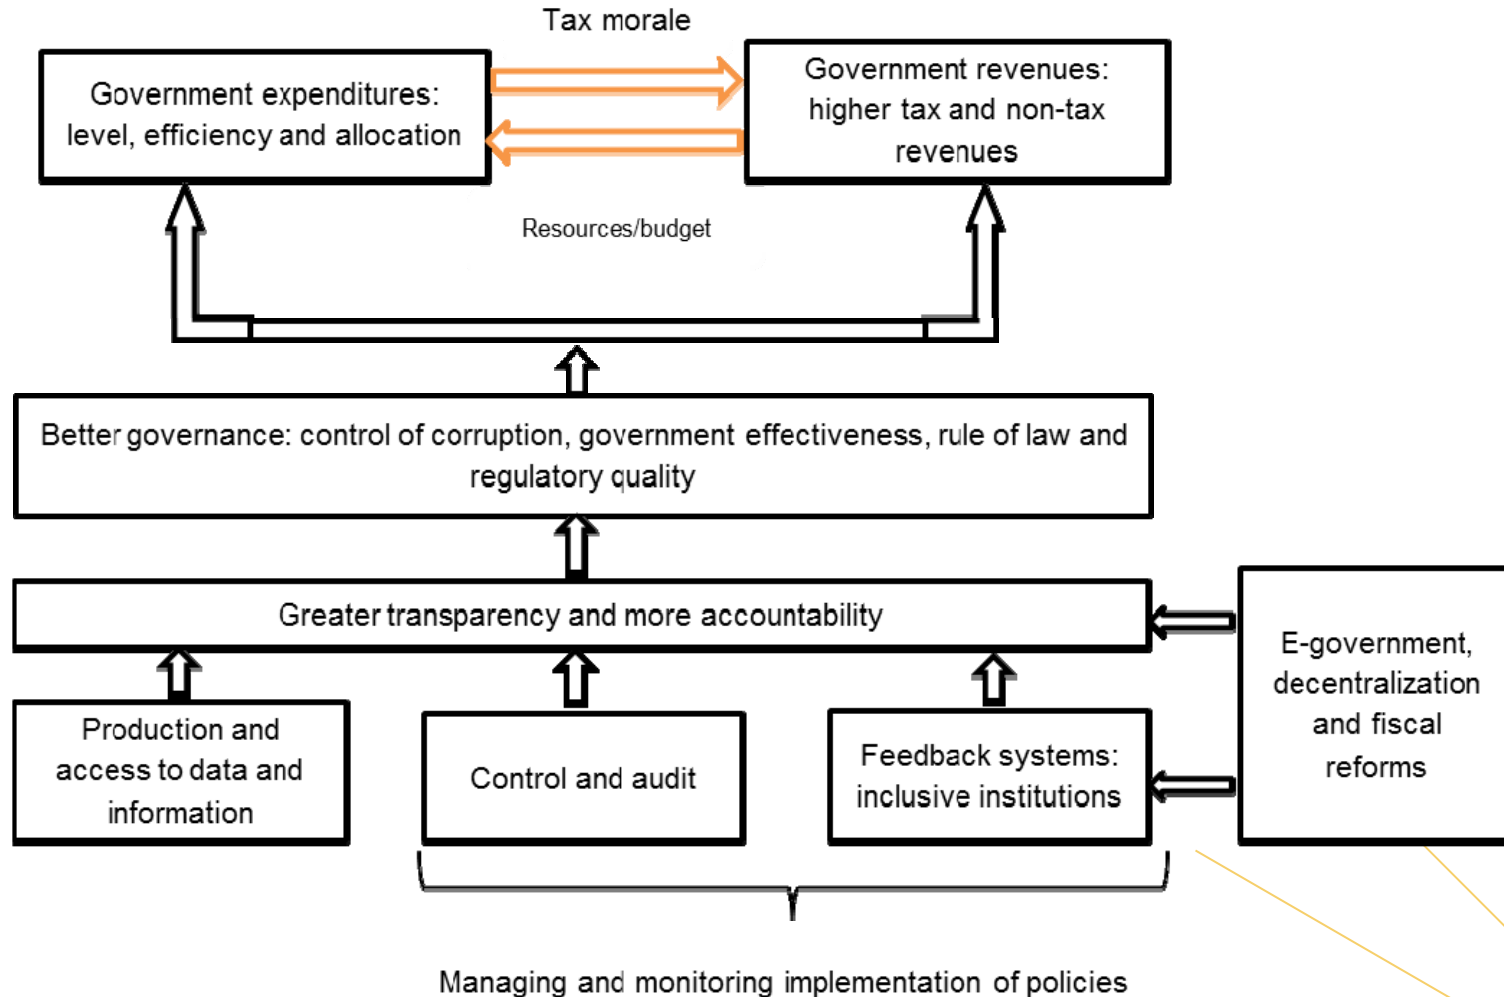 Tax morale
Government expenditures:
level, efficiency and allocation
Government revenues:
higher tax and non-tax
revenues
Resources/budget
Better governance: control of corruption, government effectiveness, rule of law and
regulatory quality
Greater transparency and more accountability
E-government,
decentralization
and fiscal
reforms
Production and
access to data and
information
Control and audit
Feedback systems:
inclusive institutions
Managing and monitoring implementation of policies